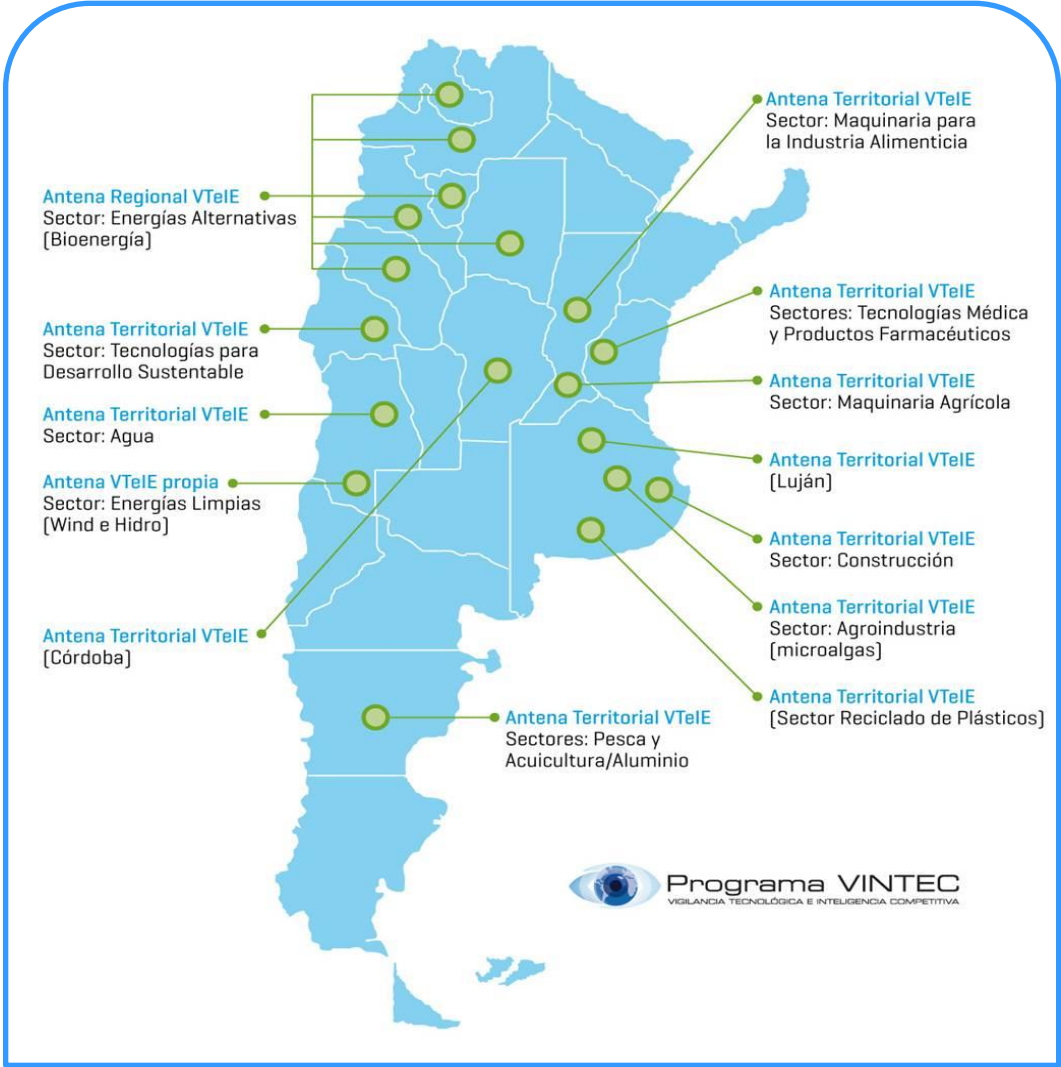 Antena Regional VTeIE
Sector: Energías Alternativas
(Bioenergía)
Antena Territorial VTeIE
Sector: Tecnologías para
Desarrollo Sustentable
Antena Territorial VTeIE
Sector: Agua
Antena VTeIE propia
Sector: Energías Limpias
(Wind e Hidro)
Antena Territorial VTeIE
(Córdoba)
Antena Territorial VTeIE
Sector: Maquinaria para
la Industria Alimenticia
Antena Territorial VTeIE
Sectores: Tecnologías Médica
y Productos Farmacéuticos
Antena Territorial VTeIE
Sector: Maquinaria Agrícola
Antena Territorial VTeIE
(Luján)
Antena Territorial VTeIE
Sector: Construcción
Antena Territorial VTeIE
Sector: Agroindustria
(microalgas)
Antena Territorial VTeIE
(Sector Reciclado de Plásticos)
Antena Territorial VTeIE
Sectores: Pesca y
Acuicultura/Aluminio
Programa VINTEC
VIGILANCIA TECNOLÓGICA E INTELIGENCIA COMPETITIVA